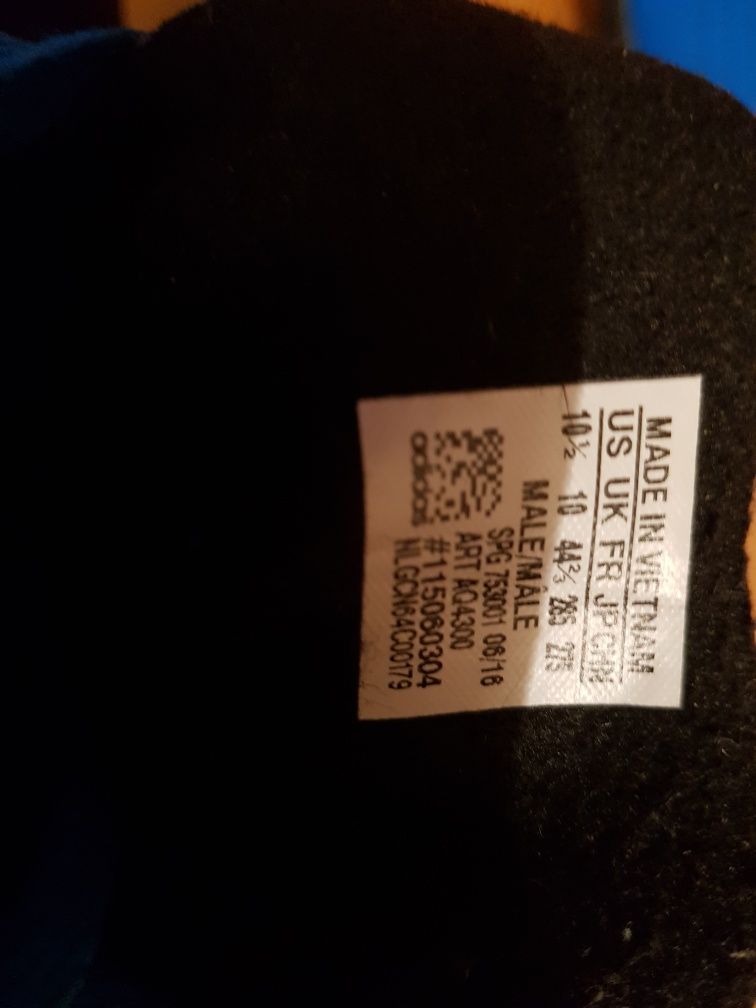 MADE IN VIETNAM
US UK FR JP CHN
10½ 10 44⅔ 285 275
MALE/MÂLE
SPG 753001 06/16
ART AQ4300
#115060304
NLGCN64C00179
adidas